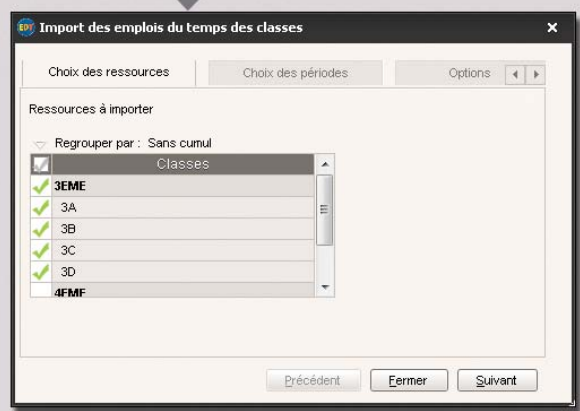 EDT Import des emplois du temps des classes
Choix des ressources Choix des périodes Options
Ressources à importer
Regrouper par : Sans cumul
Classes
3EME
3A
3B
3C
3D
4EME
Précédent Fermer Suivant